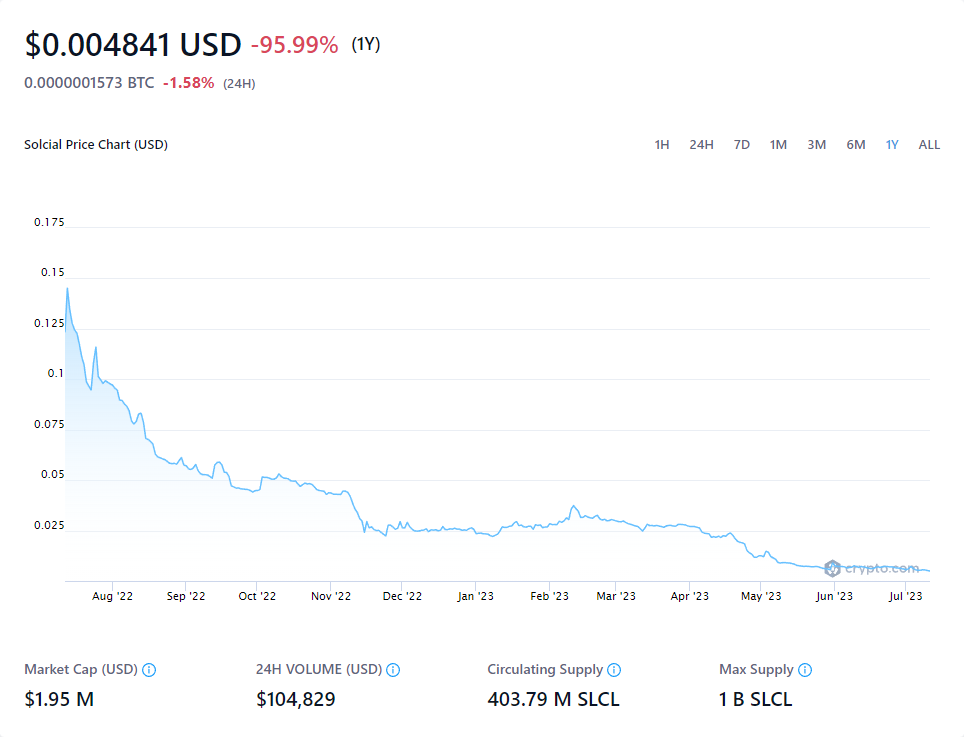 $0.004841 USD -95.99% (1Y)
0.0000001573 BTC -1.58% (24H)
Solcial Price Chart (USD) 1H 24H 7D 1M 3M 6M 1Y ALL
0.175
0.15
0.125
0.1
0.075
0.05
0.025
crypto.com
Aug '22 Sep '22 Oct '22 Nov '22 Dec '22 Jan '23 Feb '23 Mar '23 Apr '23 May '23 Jun '23 Jul '23
Market Cap (USD) 24H VOLUME (USD) Circulating Supply Max Supply
$1.95 M $104,829 403.79 M SLCL 1 B SLCL